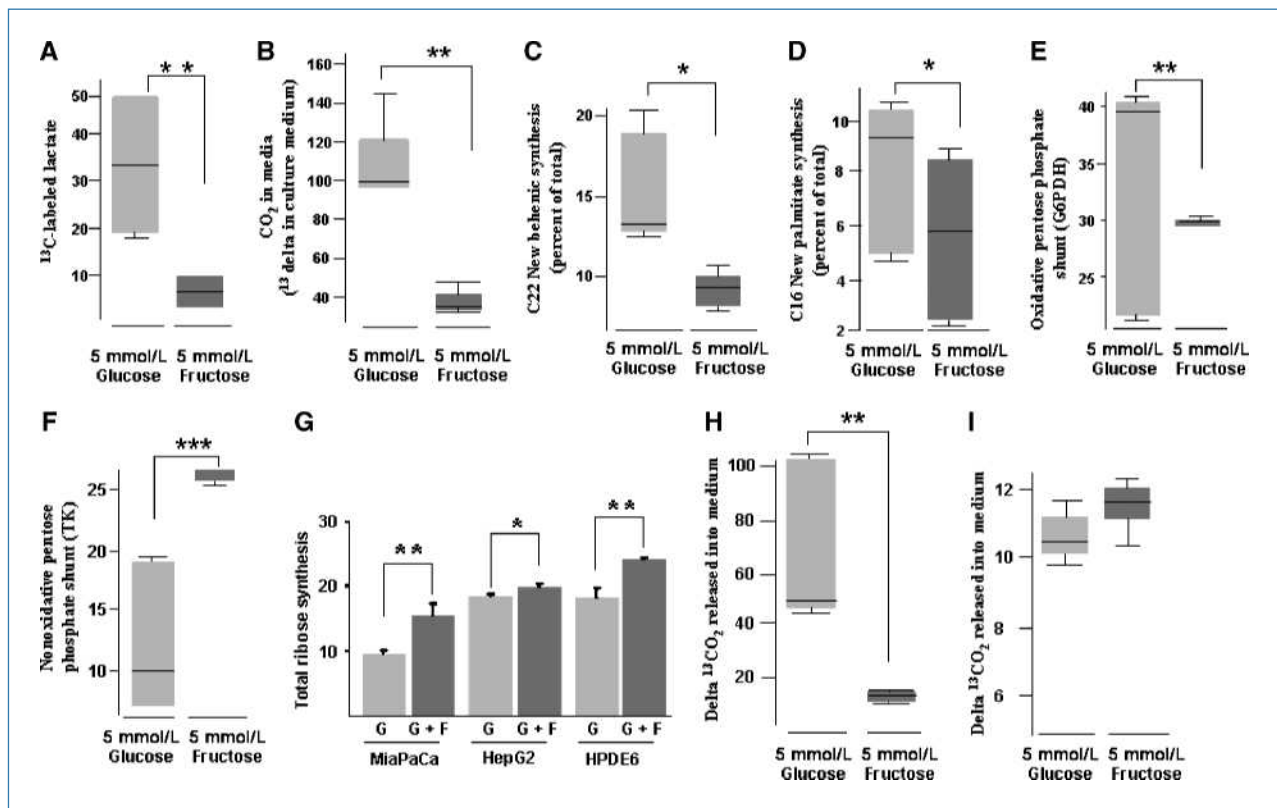 A
¹³C-labeled lactate
50
40
30
20
10
* *
5 mmol/L
Glucose
5 mmol/L
Fructose
B
CO₂ in media
(¹³ delta in culture medium)
160
140
120
100
80
60
40
**
5 mmol/L
Glucose
5 mmol/L
Fructose
C
C22 New behenic synthesis
(percent of total)
20
15
10
*
5 mmol/L
Glucose
5 mmol/L
Fructose
D
C16 New palmitate synthesis
(percent of total)
10
8
6
4
2
*
5 mmol/L
Glucose
5 mmol/L
Fructose
E
Oxidative pentose phosphate
shunt (G6PDH)
40
35
30
25
**
5 mmol/L
Glucose
5 mmol/L
Fructose
F
Nonoxidative pentose
phosphate shunt (TK)
25
20
15
10
***
5 mmol/L
Glucose
5 mmol/L
Fructose
G
Total ribose synthesis
30
20
10
**
*
**
G G + F G G + F G G + F
MiaPaCa HepG2 HPDE6
H
Delta ¹³CO₂ released into medium
100
80
60
40
20
**
5 mmol/L
Glucose
5 mmol/L
Fructose
I
Delta ¹³CO₂ released into medium
12
10
8
6
5 mmol/L
Glucose
5 mmol/L
Fructose